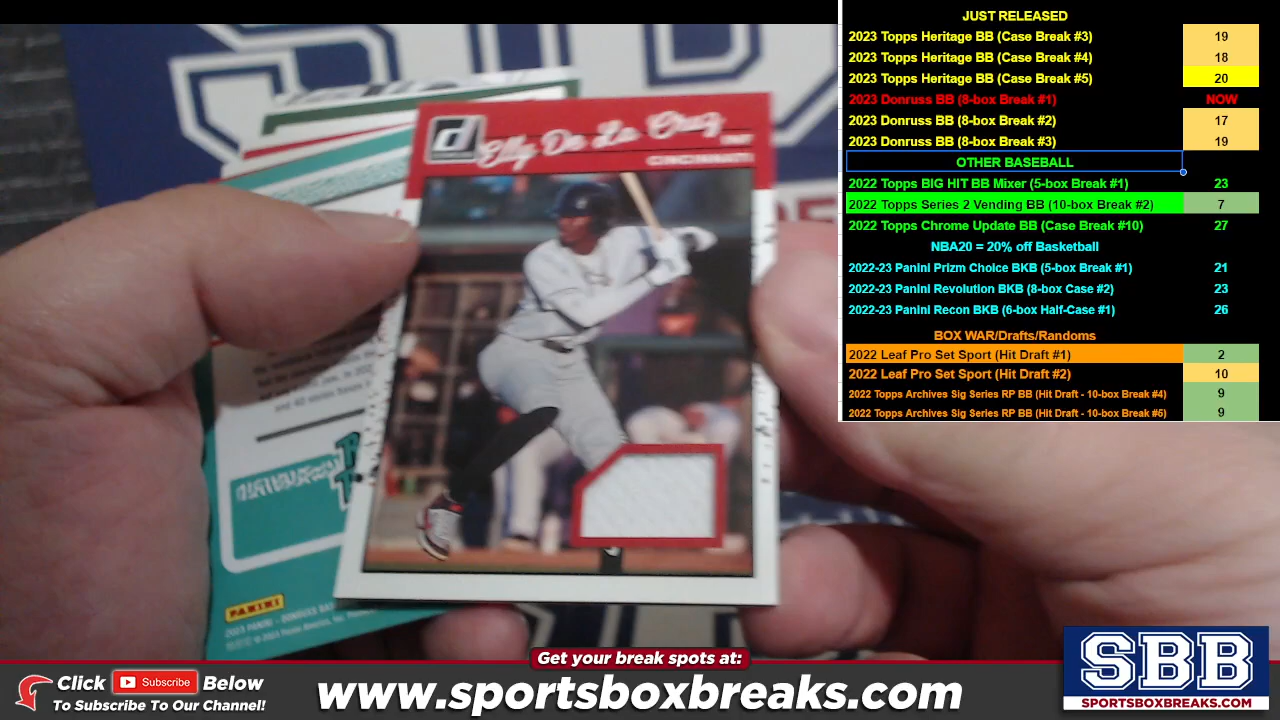 JUST RELEASED
2023 Topps Heritage BB (Case Break #3) 19
2023 Topps Heritage BB (Case Break #4) 18
2023 Topps Heritage BB (Case Break #5) 20
2023 Donruss BB (8-box Break #1) NOW
2023 Donruss BB (8-box Break #2) 17
2023 Donruss BB (8-box Break #3) 19
OTHER BASEBALL
2022 Topps BIG HIT BB Mixer (5-box Break #1) 23
2022 Topps Series 2 Vending BB (10-box Break #2) 7
2022 Topps Chrome Update BB (Case Break #10) 27
NBA20 = 20% off Basketball
2022-23 Panini Prizm Choice BKB (5-box Break #1) 21
2022-23 Panini Revolution BKB (8-box Case #2) 23
2022-23 Panini Recon BKB (6-box Half-Case #1) 26
BOX WAR/Drafts/Randoms
2022 Leaf Pro Set Sport (Hit Draft #1) 2
2022 Leaf Pro Set Sport (Hit Draft #2) 10
2022 Topps Archives Sig Series RP BB (Hit Draft - 10-box Break #4) 9
2022 Topps Archives Sig Series RP BB (Hit Draft - 10-box Break #5) 9
d
Elly De La Cruz
INF
CINCINNATI
PANINI
Get your break spots at:
Click Subscribe Below
To Subscribe To Our Channel!
www.sportsboxbreaks.com
SBB
SPORTSBOXBREAKS.COM